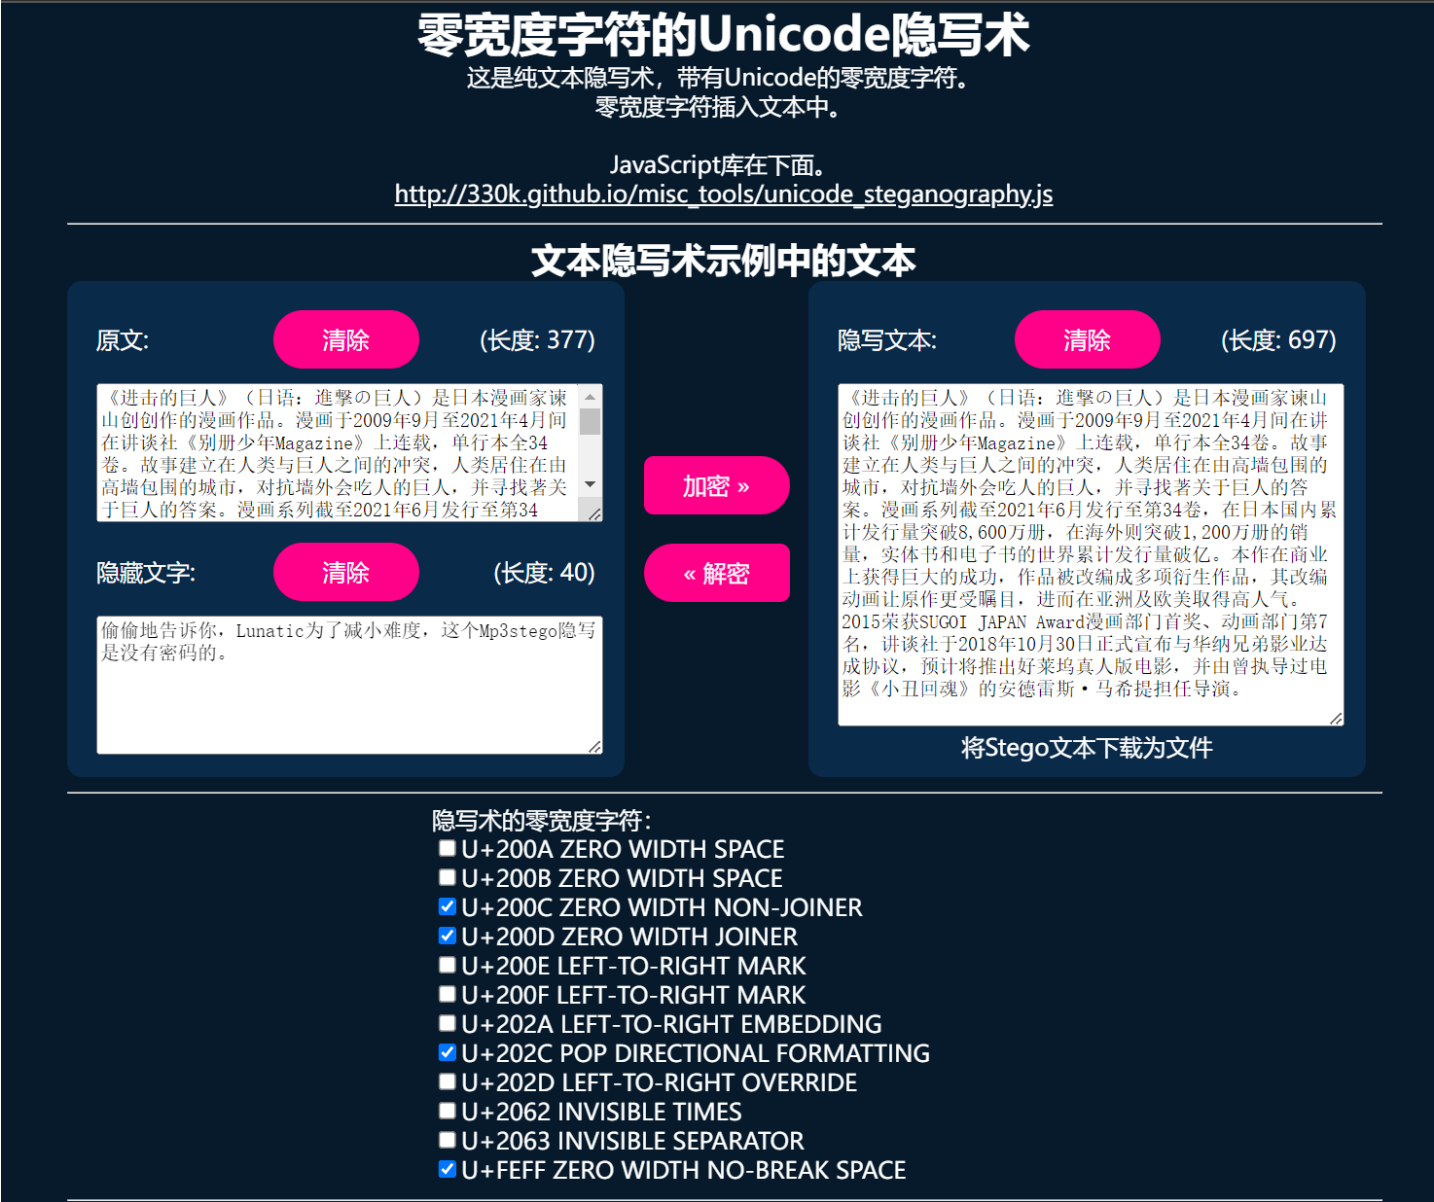 零宽度字符的Unicode隐写术
这是纯文本隐写术，带有Unicode的零宽度字符。
零宽度字符插入文本中。
JavaScript库在下面。
http://330k.github.io/misc_tools/unicode_steganography.js
文本隐写术示例中的文本
原文: 清除 (长度: 377)
《进击的巨人》（日语：進撃の巨人）是日本漫画家谏
山创创作的漫画作品。漫画于2009年9月至2021年4月间
在讲谈社《别册少年Magazine》上连载，单行本全34
卷。故事建立在人类与巨人之间的冲突，人类居住在由
高墙包围的城市，对抗墙外会吃人的巨人，并寻找著关
于巨人的答案。漫画系列截至2021年6月发行至第34
隐藏文字: 清除 (长度: 40)
偷偷地告诉你，Lunatic为了减小难度，这个Mp3stego隐写
是没有密码的。
加密 »
« 解密
隐写文本: 清除 (长度: 697)
《进击的巨人》（日语：進撃の巨人）是日本漫画家谏山
创创作的漫画作品。漫画于2009年9月至2021年4月间在讲
谈社《别册少年Magazine》上连载，单行本全34卷。故事
建立在人类与巨人之间的冲突，人类居住在由高墙包围的
城市，对抗墙外会吃人的巨人，并寻找著关于巨人的答
案。漫画系列截至2021年6月发行至第34卷，在日本国内累
计发行量突破8,600万册，在海外则突破1,200万册的销
量，实体书和电子书的世界累计发行量破亿。本作在商业
上获得巨大的成功，作品被改编成多项衍生作品，其改编
动画让原作更受瞩目，进而在亚洲及欧美取得高人气。
2015荣获SUGOI JAPAN Award漫画部门首奖、动画部门第7
名，讲谈社于2018年10月30日正式宣布与华纳兄弟影业达
成协议，预计将推出好莱坞真人版电影，并由曾执导过电
影《小丑回魂》的安德雷斯·马希提担任导演。
将Stego文本下载为文件
隐写术的零宽度字符：
U+200A ZERO WIDTH SPACE
U+200B ZERO WIDTH SPACE
U+200C ZERO WIDTH NON-JOINER
U+200D ZERO WIDTH JOINER
U+200E LEFT-TO-RIGHT MARK
U+200F LEFT-TO-RIGHT MARK
U+202A LEFT-TO-RIGHT EMBEDDING
U+202C POP DIRECTIONAL FORMATTING
U+202D LEFT-TO-RIGHT OVERRIDE
U+2062 INVISIBLE TIMES
U+2063 INVISIBLE SEPARATOR
U+FEFF ZERO WIDTH NO-BREAK SPACE